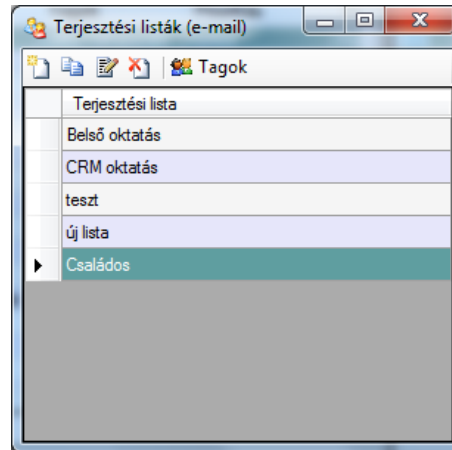 Terjesztési listák (e-mail)
Tagok
Terjesztési lista
Belső oktatás
CRM oktatás
teszt
új lista
Családos